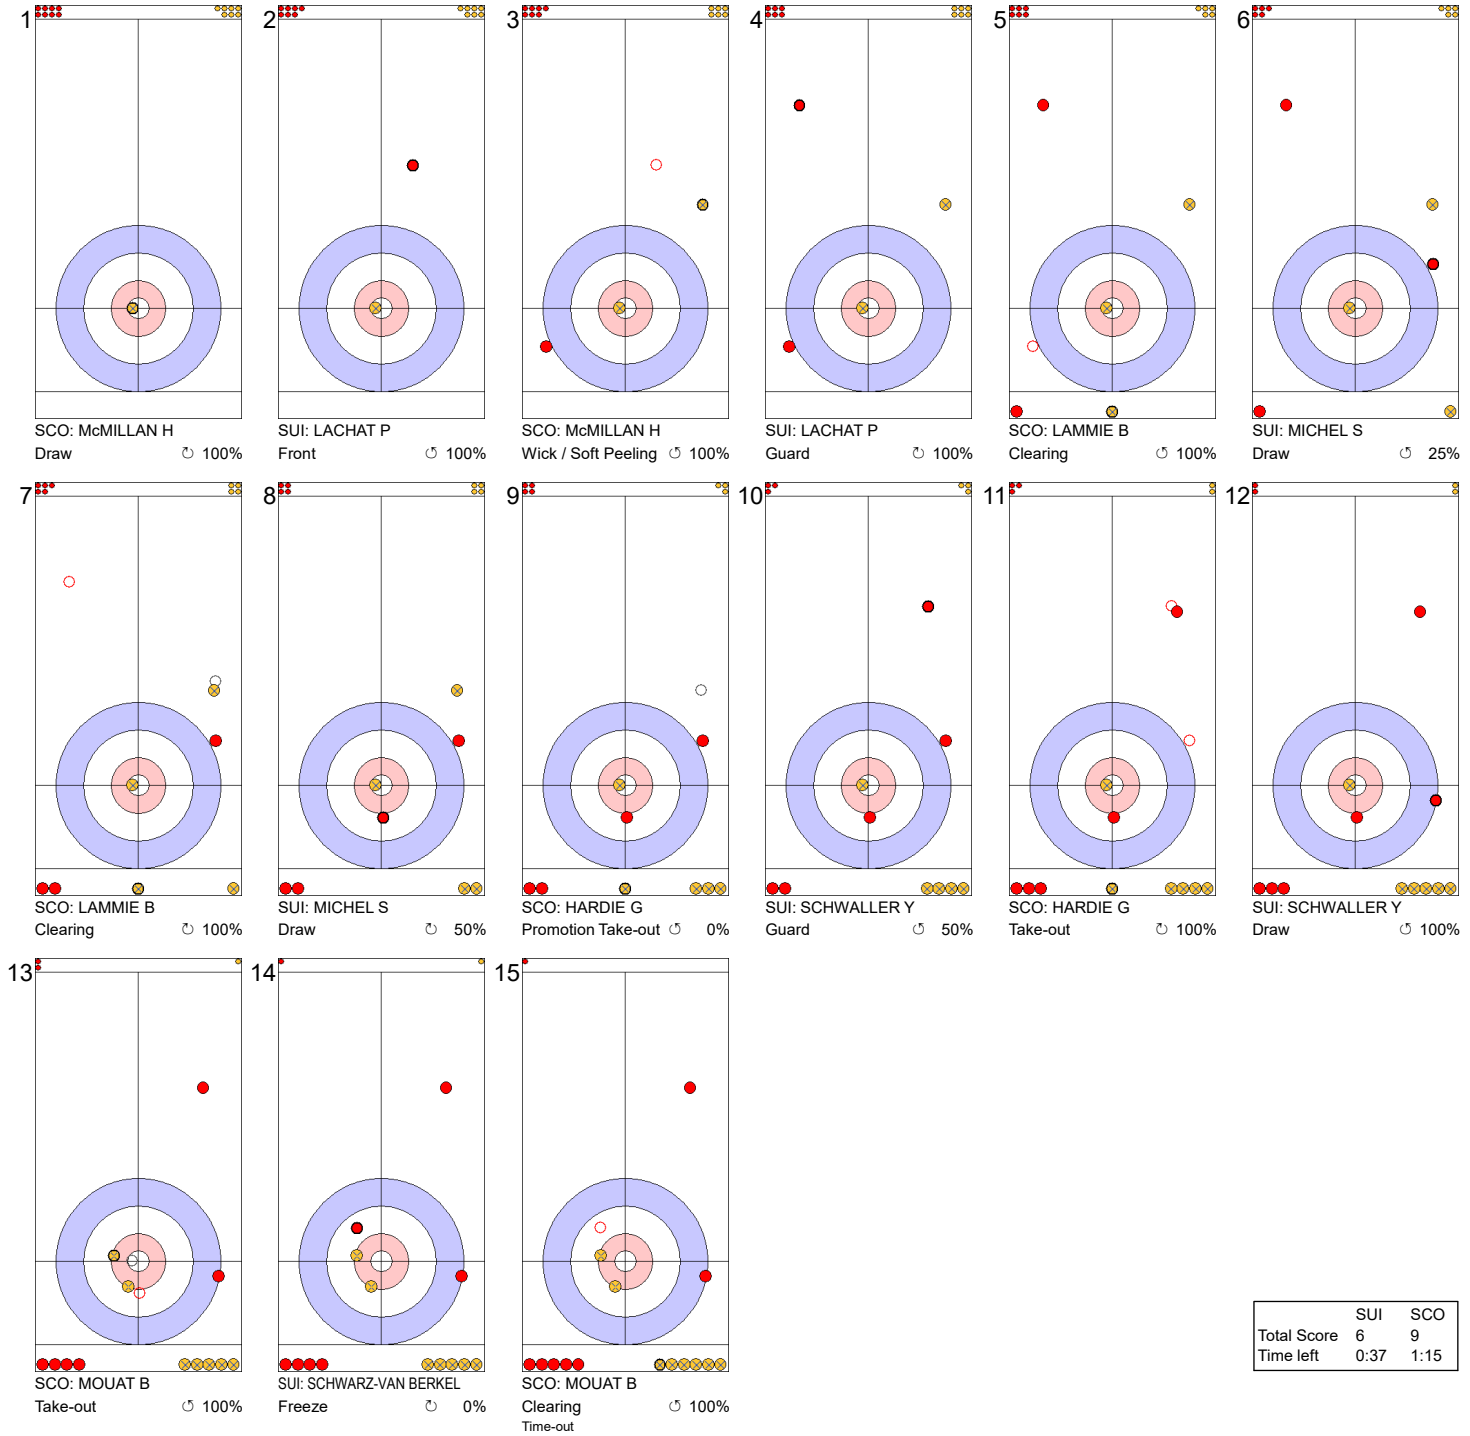 1
SCO: McMILLAN H
Draw ↻ 100%
2
SUI: LACHAT P
Front ↺ 100%
3
SCO: McMILLAN H
Wick / Soft Peeling ↺ 100%
4
SUI: LACHAT P
Guard ↻ 100%
5
SCO: LAMMIE B
Clearing ↺ 100%
6
SUI: MICHEL S
Draw ↺ 25%
7
SCO: LAMMIE B
Clearing ↻ 100%
8
SUI: MICHEL S
Draw ↻ 50%
9
SCO: HARDIE G
Promotion Take-out ↺ 0%
10
SUI: SCHWALLER Y
Guard ↺ 50%
11
SCO: HARDIE G
Take-out ↻ 100%
12
SUI: SCHWALLER Y
Draw ↺ 100%
13
SCO: MOUAT B
Take-out ↺ 100%
14
SUI: SCHWARZ-VAN BERKEL
Freeze ↻ 0%
15
SCO: MOUAT B
Clearing ↺ 100%
Time-out
SUI SCO
Total Score 6 9
Time left 0:37 1:15